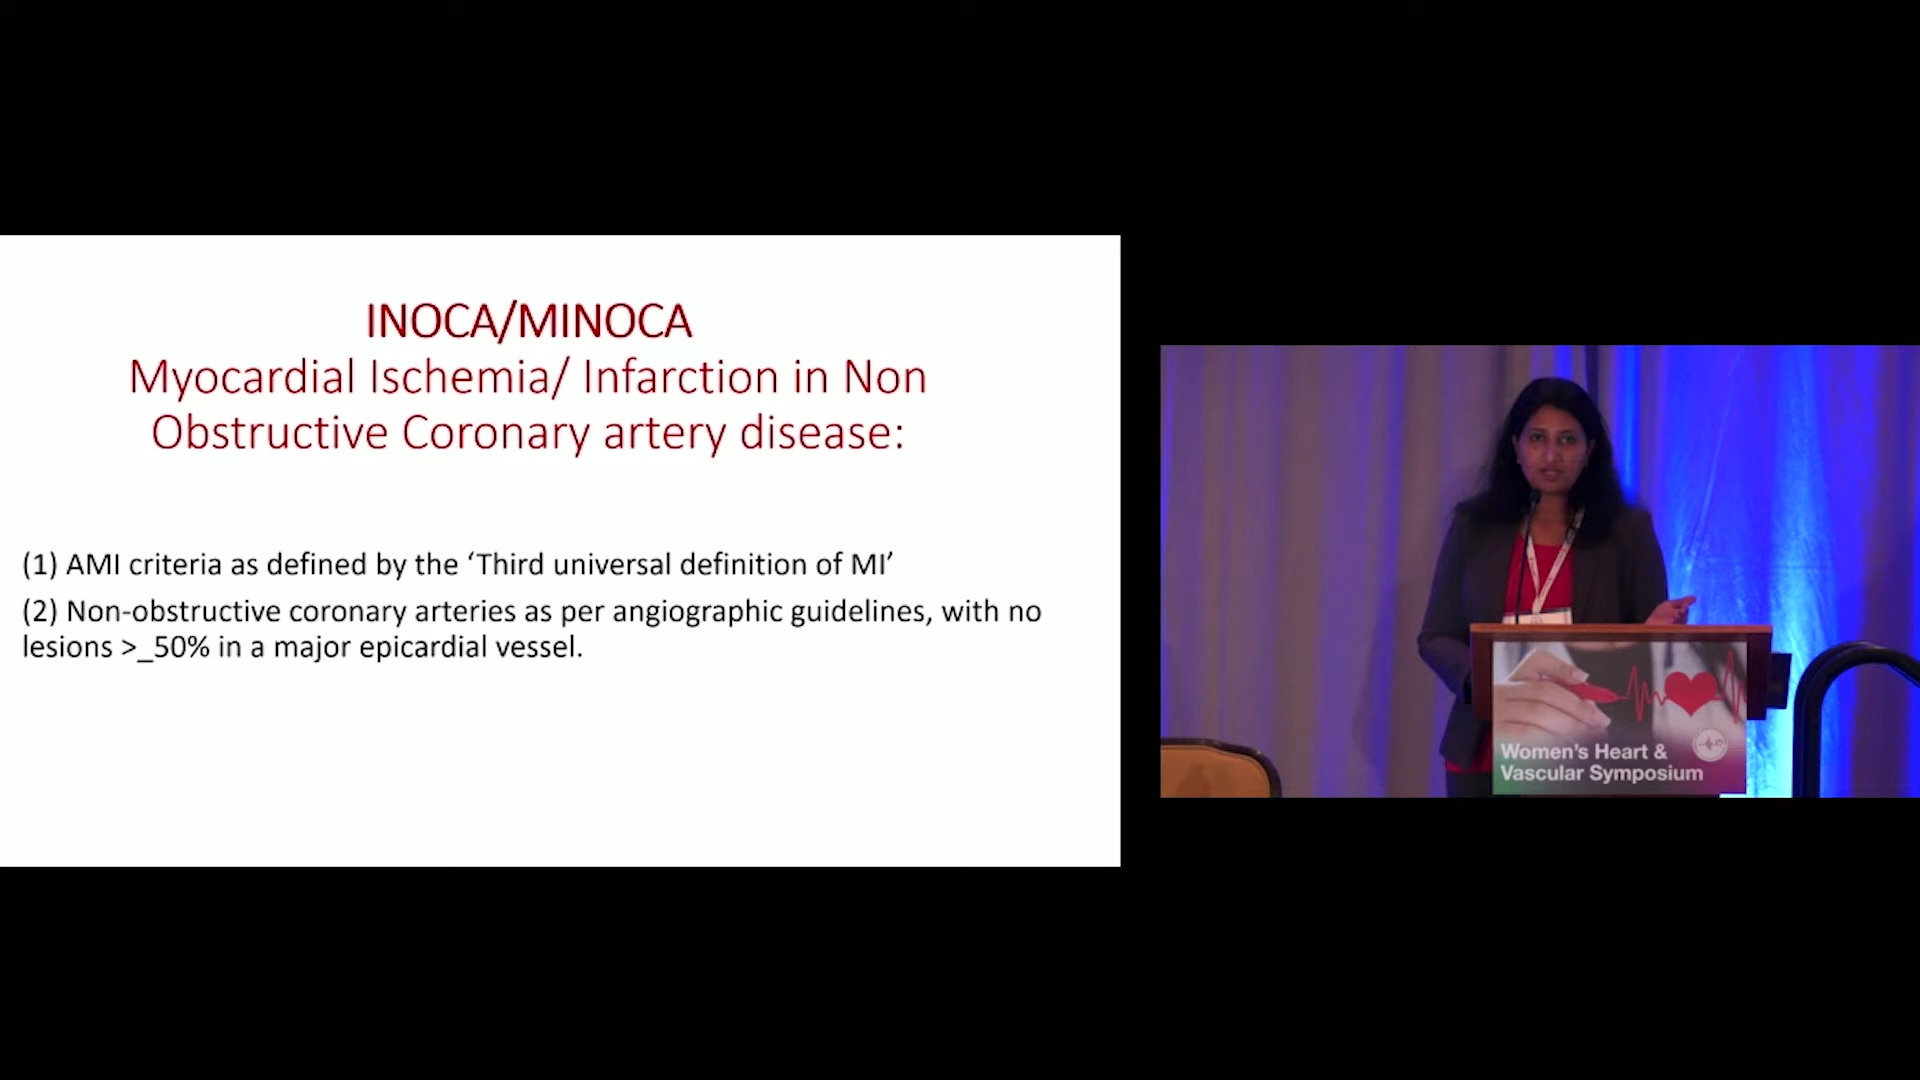 INOCA/MINOCA
Myocardial Ischemia/ Infarction in Non
Obstructive Coronary artery disease:
(1) AMI criteria as defined by the ‘Third universal definition of MI’
(2) Non-obstructive coronary arteries as per angiographic guidelines, with no
lesions >_50% in a major epicardial vessel.
Women's Heart &
Vascular Symposium